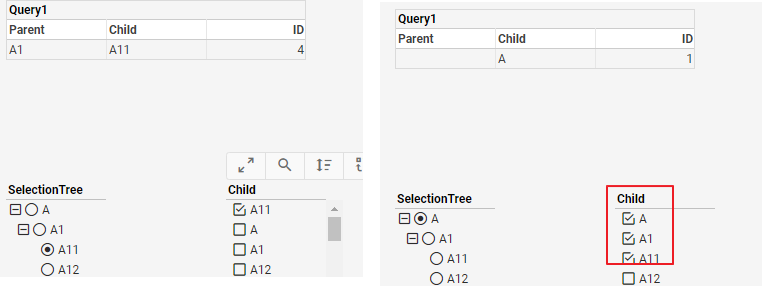 Query1
Parent Child ID
A1 A11 4
SelectionTree Child
A A11
A1 A
A11 A1
A12 A12
Query1
Parent Child ID
A 1
SelectionTree Child
A A
A1 A1
A11 A11
A12 A12